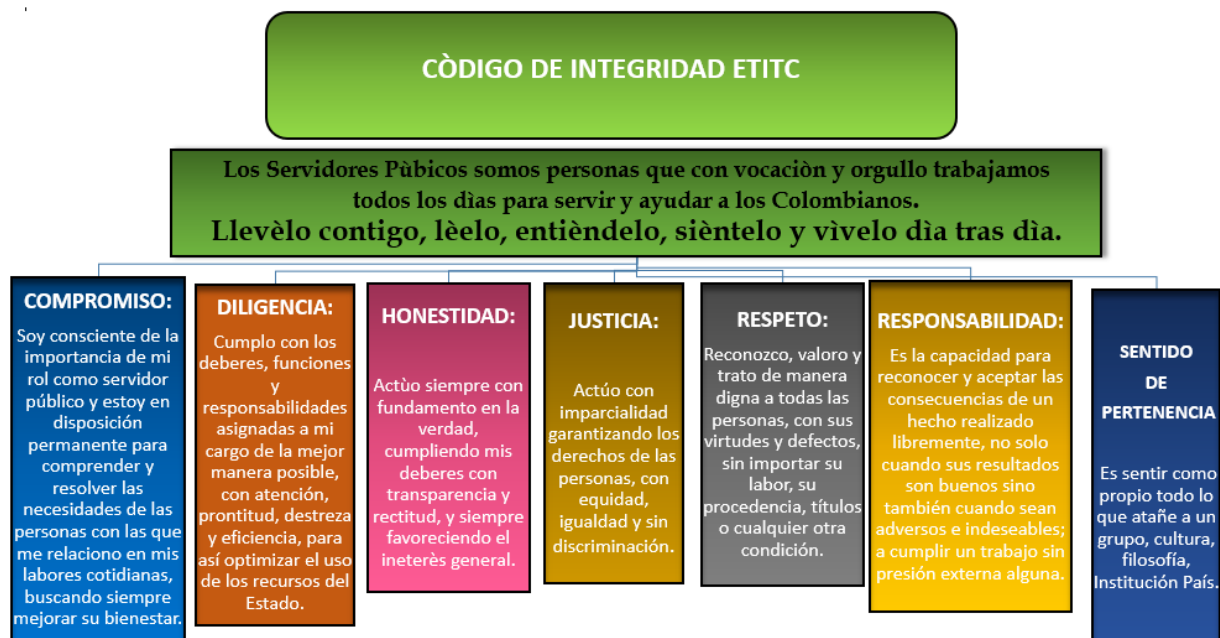 CÒDIGO DE INTEGRIDAD ETITC
Los Servidores Pùbicos somos personas que con vocaciòn y orgullo trabajamos
todos los dìas para servir y ayudar a los Colombianos.
Llevèlo contigo, lèelo, entièndelo, sièntelo y vìvelo dìa tras dìa.
COMPROMISO:
Soy consciente de la
importancia de mi
rol como servidor
público y estoy en
disposición
permanente para
comprender y
resolver las
necesidades de las
personas con las que
me relaciono en mis
labores cotidianas,
buscando siempre
mejorar su bienestar.
DILIGENCIA:
Cumplo con los
deberes, funciones
y
responsabilidades
asignadas a mi
cargo de la mejor
manera posible,
con atención,
prontitud, destreza
y eficiencia, para
así optimizar el uso
de los recursos del
Estado.
HONESTIDAD:
Actùo siempre con
fundamento en la
verdad,
cumpliendo mis
deberes con
transparencia y
rectitud, y siempre
favoreciendo el
ineterès general.
JUSTICIA:
Actúo con
imparcialidad
garantizando los
derechos de las
personas, con
equidad,
igualdad y sin
discriminación.
RESPETO:
Reconozco, valoro y
trato de manera
digna a todas las
personas, con sus
virtudes y defectos,
sin importar su
labor, su
procedencia, títulos
o cualquier otra
condición.
RESPONSABILIDAD:
Es la capacidad para
reconocer y aceptar las
consecuencias de un
hecho realizado
libremente, no solo
cuando sus resultados
son buenos sino
también cuando sean
adversos e indeseables;
a cumplir un trabajo sin
presión externa alguna.
SENTIDO
DE
PERTENENCIA
Es sentir como
propio todo lo
que atañe a un
grupo, cultura,
filosofía,
Institución País.